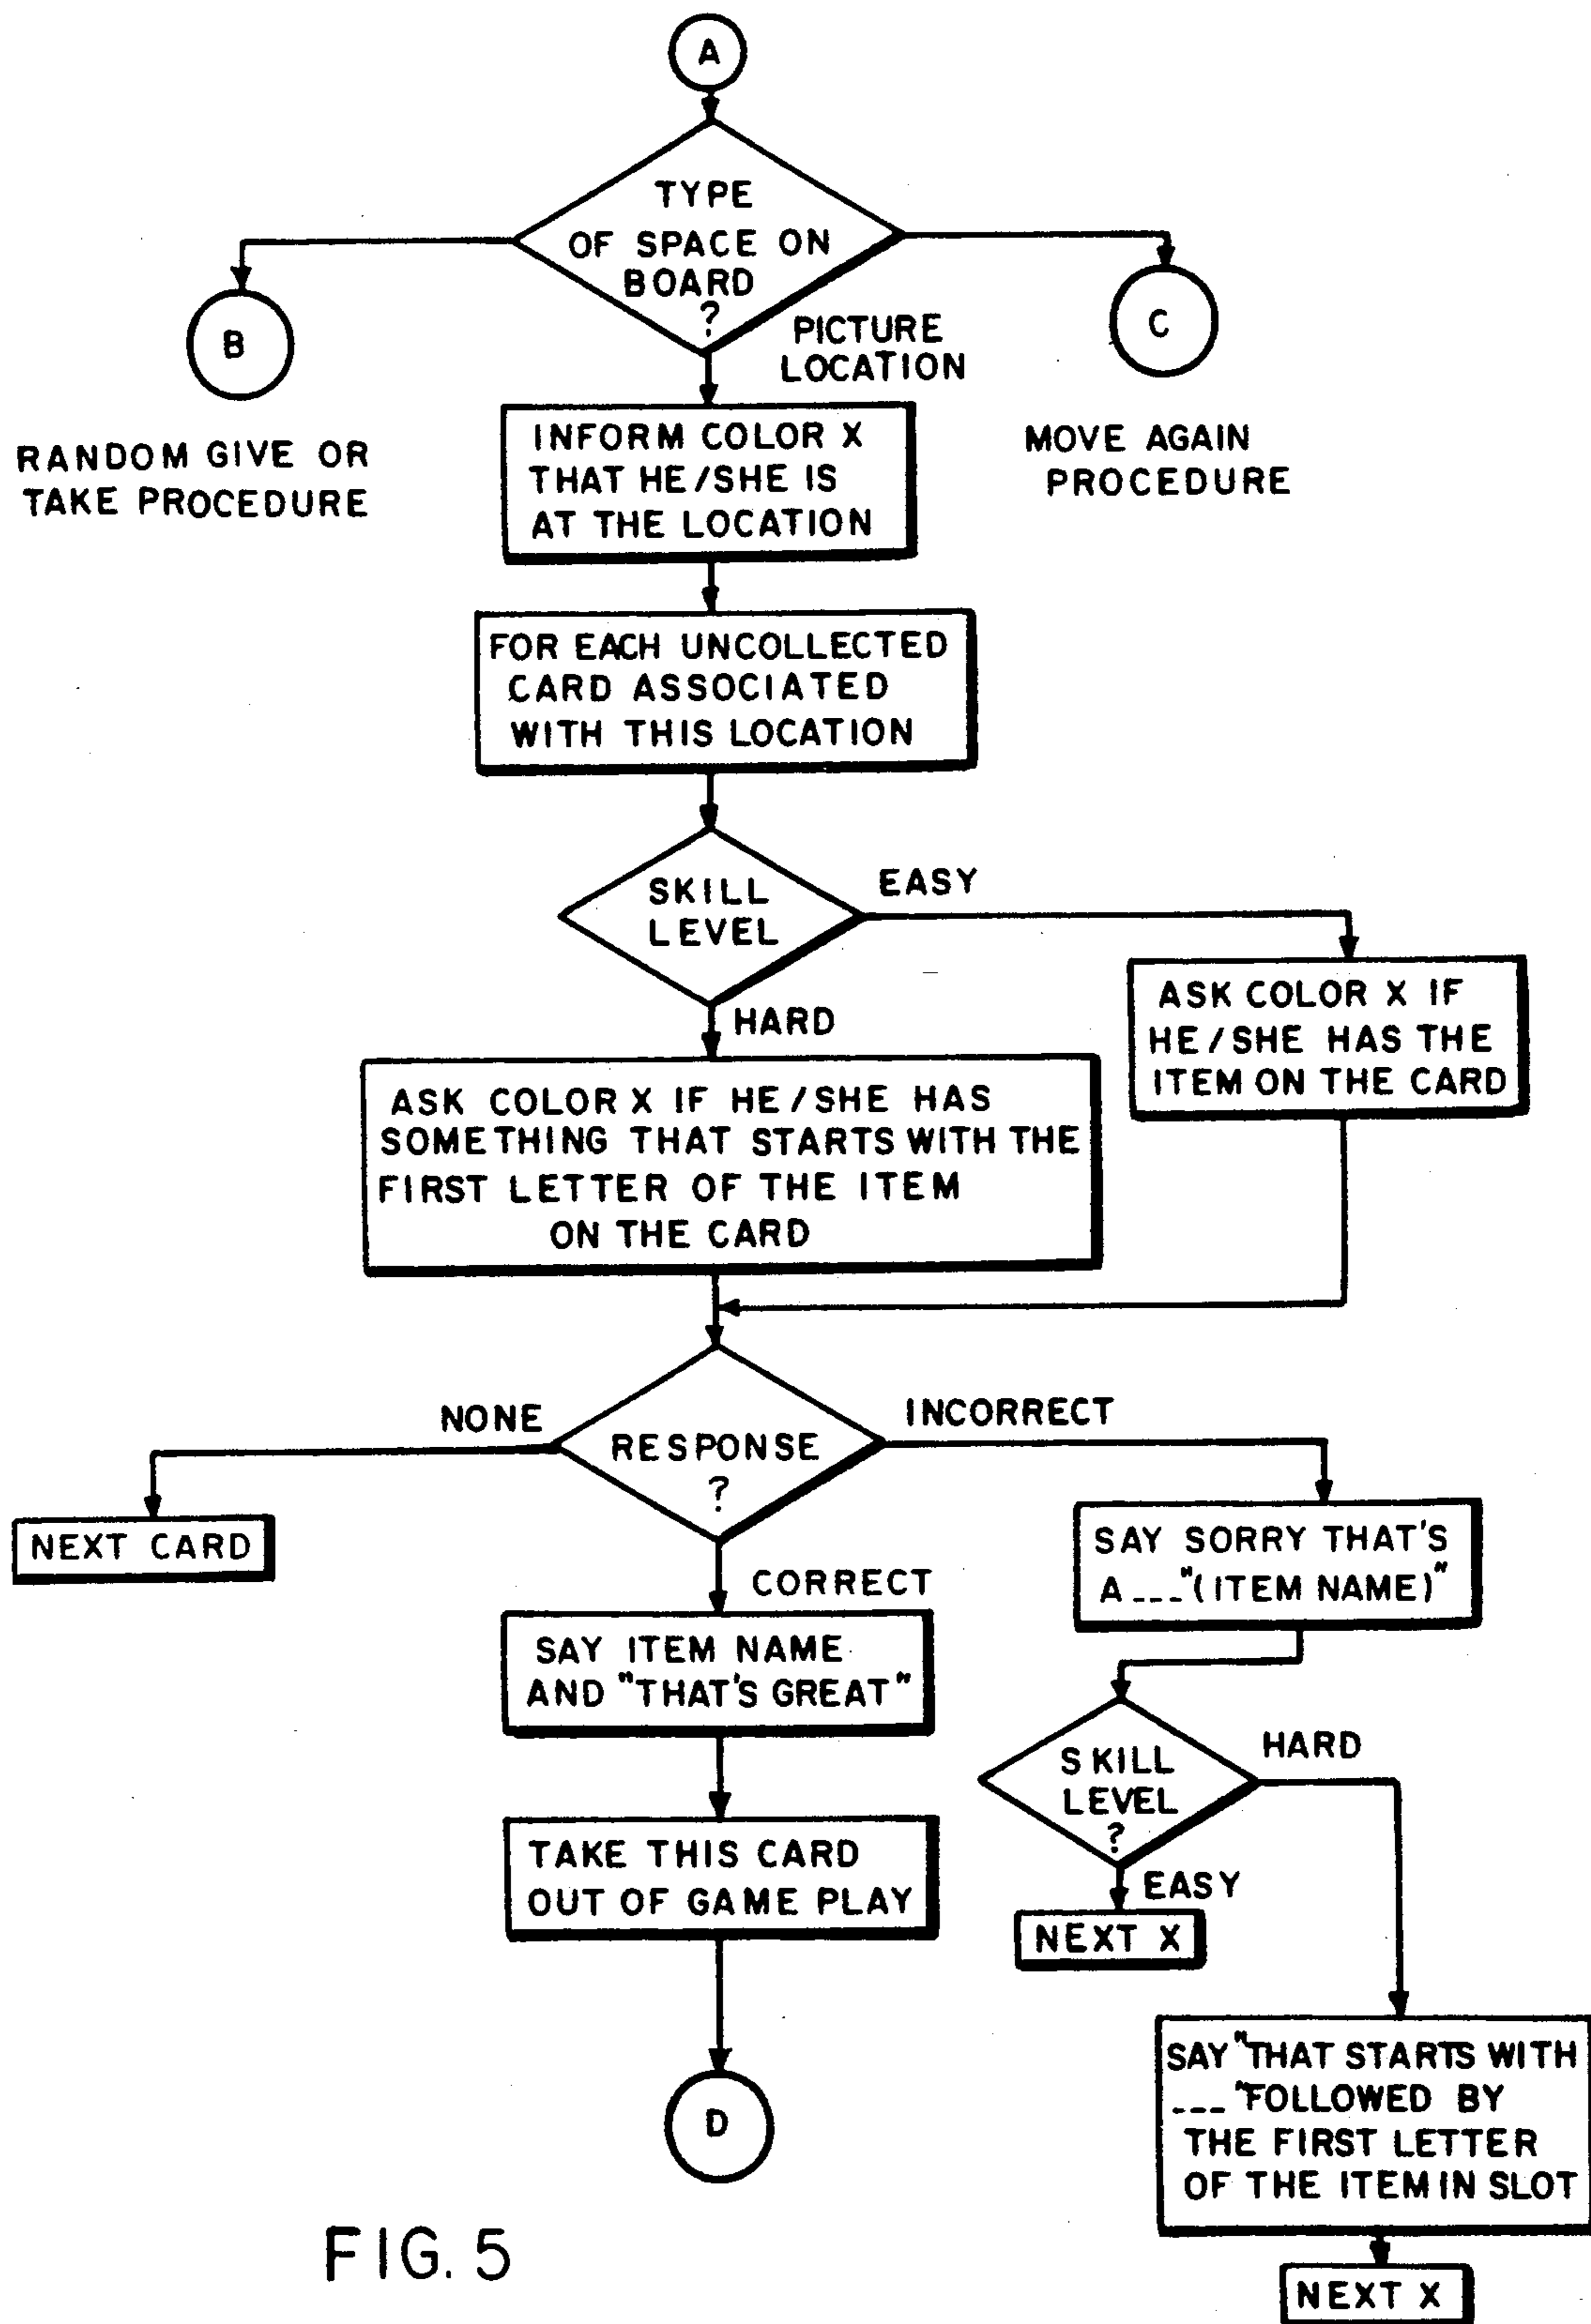 A
TYPE
OF SPACE ON
BOARD
?
B
C
PICTURE
LOCATION
RANDOM GIVE OR
TAKE PROCEDURE
INFORM COLOR X
THAT HE/SHE IS
AT THE LOCATION
MOVE AGAIN
PROCEDURE
FOR EACH UNCOLLECTED
CARD ASSOCIATED
WITH THIS LOCATION
SKILL
LEVEL
EASY
HARD
ASK COLOR X IF
HE/SHE HAS THE
ITEM ON THE CARD
ASK COLOR X IF HE/SHE HAS
SOMETHING THAT STARTS WITH THE
FIRST LETTER OF THE ITEM
ON THE CARD
NONE
RESPONSE
?
INCORRECT
NEXT CARD
CORRECT
SAY SORRY THAT'S
A ___"(ITEM NAME)"
SAY ITEM NAME
AND "THAT'S GREAT"
SKILL
LEVEL
?
HARD
EASY
NEXT X
TAKE THIS CARD
OUT OF GAME PLAY
D
SAY "THAT STARTS WITH
___"FOLLOWED BY
THE FIRST LETTER
OF THE ITEM IN SLOT
NEXT X
FIG. 5